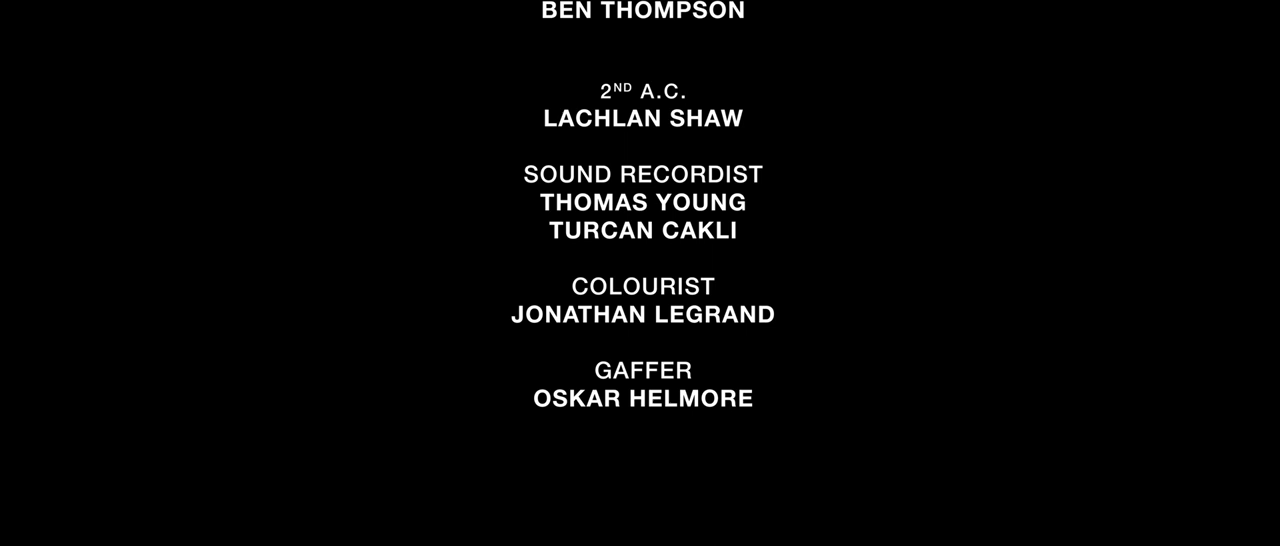 BEN THOMPSON
2ND A.C.
LACHLAN SHAW
SOUND RECORDIST
THOMAS YOUNG
TURCAN CAKLI
COLOURIST
JONATHAN LEGRAND
GAFFER
OSKAR HELMORE